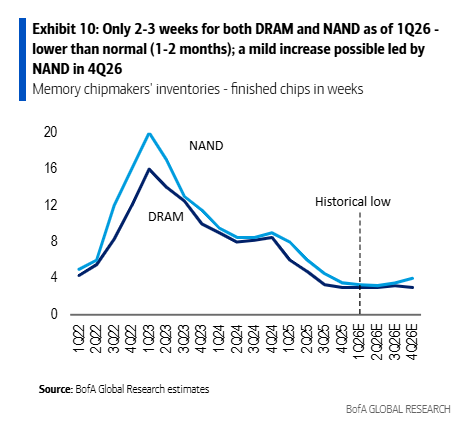 Exhibit 10: Only 2-3 weeks for both DRAM and NAND as of 1Q26 -
lower than normal (1-2 months); a mild increase possible led by
NAND in 4Q26
Memory chipmakers' inventories - finished chips in weeks
20
16
12
8
4
0
NAND
DRAM
Historical low
1Q22
2Q22
3Q22
4Q22
1Q23
2Q23
3Q23
4Q23
1Q24
2Q24
3Q24
4Q24
1Q25
2Q25
3Q25
4Q25
1Q26E
2Q26E
3Q26E
4Q26E
Source: BofA Global Research estimates
BofA GLOBAL RESEARCH